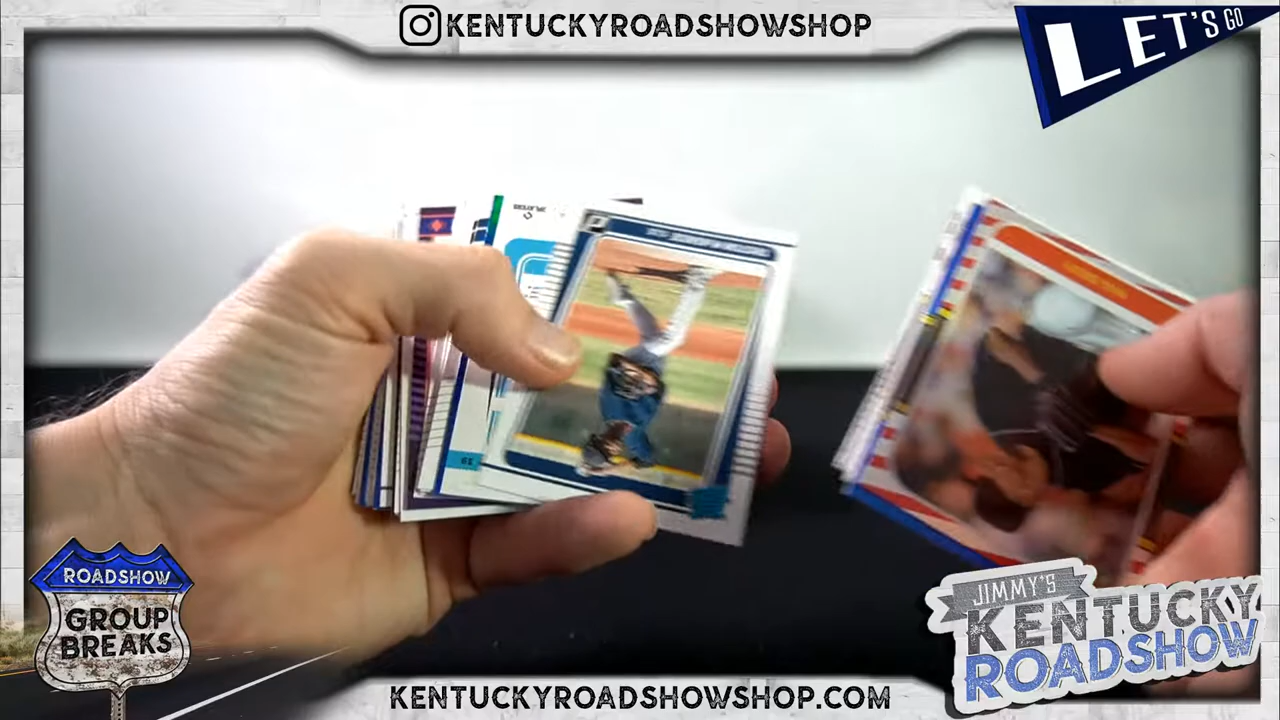 KENTUCKYROADSHOWSHOP
LET'S GO
ROADSHOW
GROUP
BREAKS
JIMMY'S
KENTUCKY
ROADSHOW
KENTUCKYROADSHOWSHOP.COM